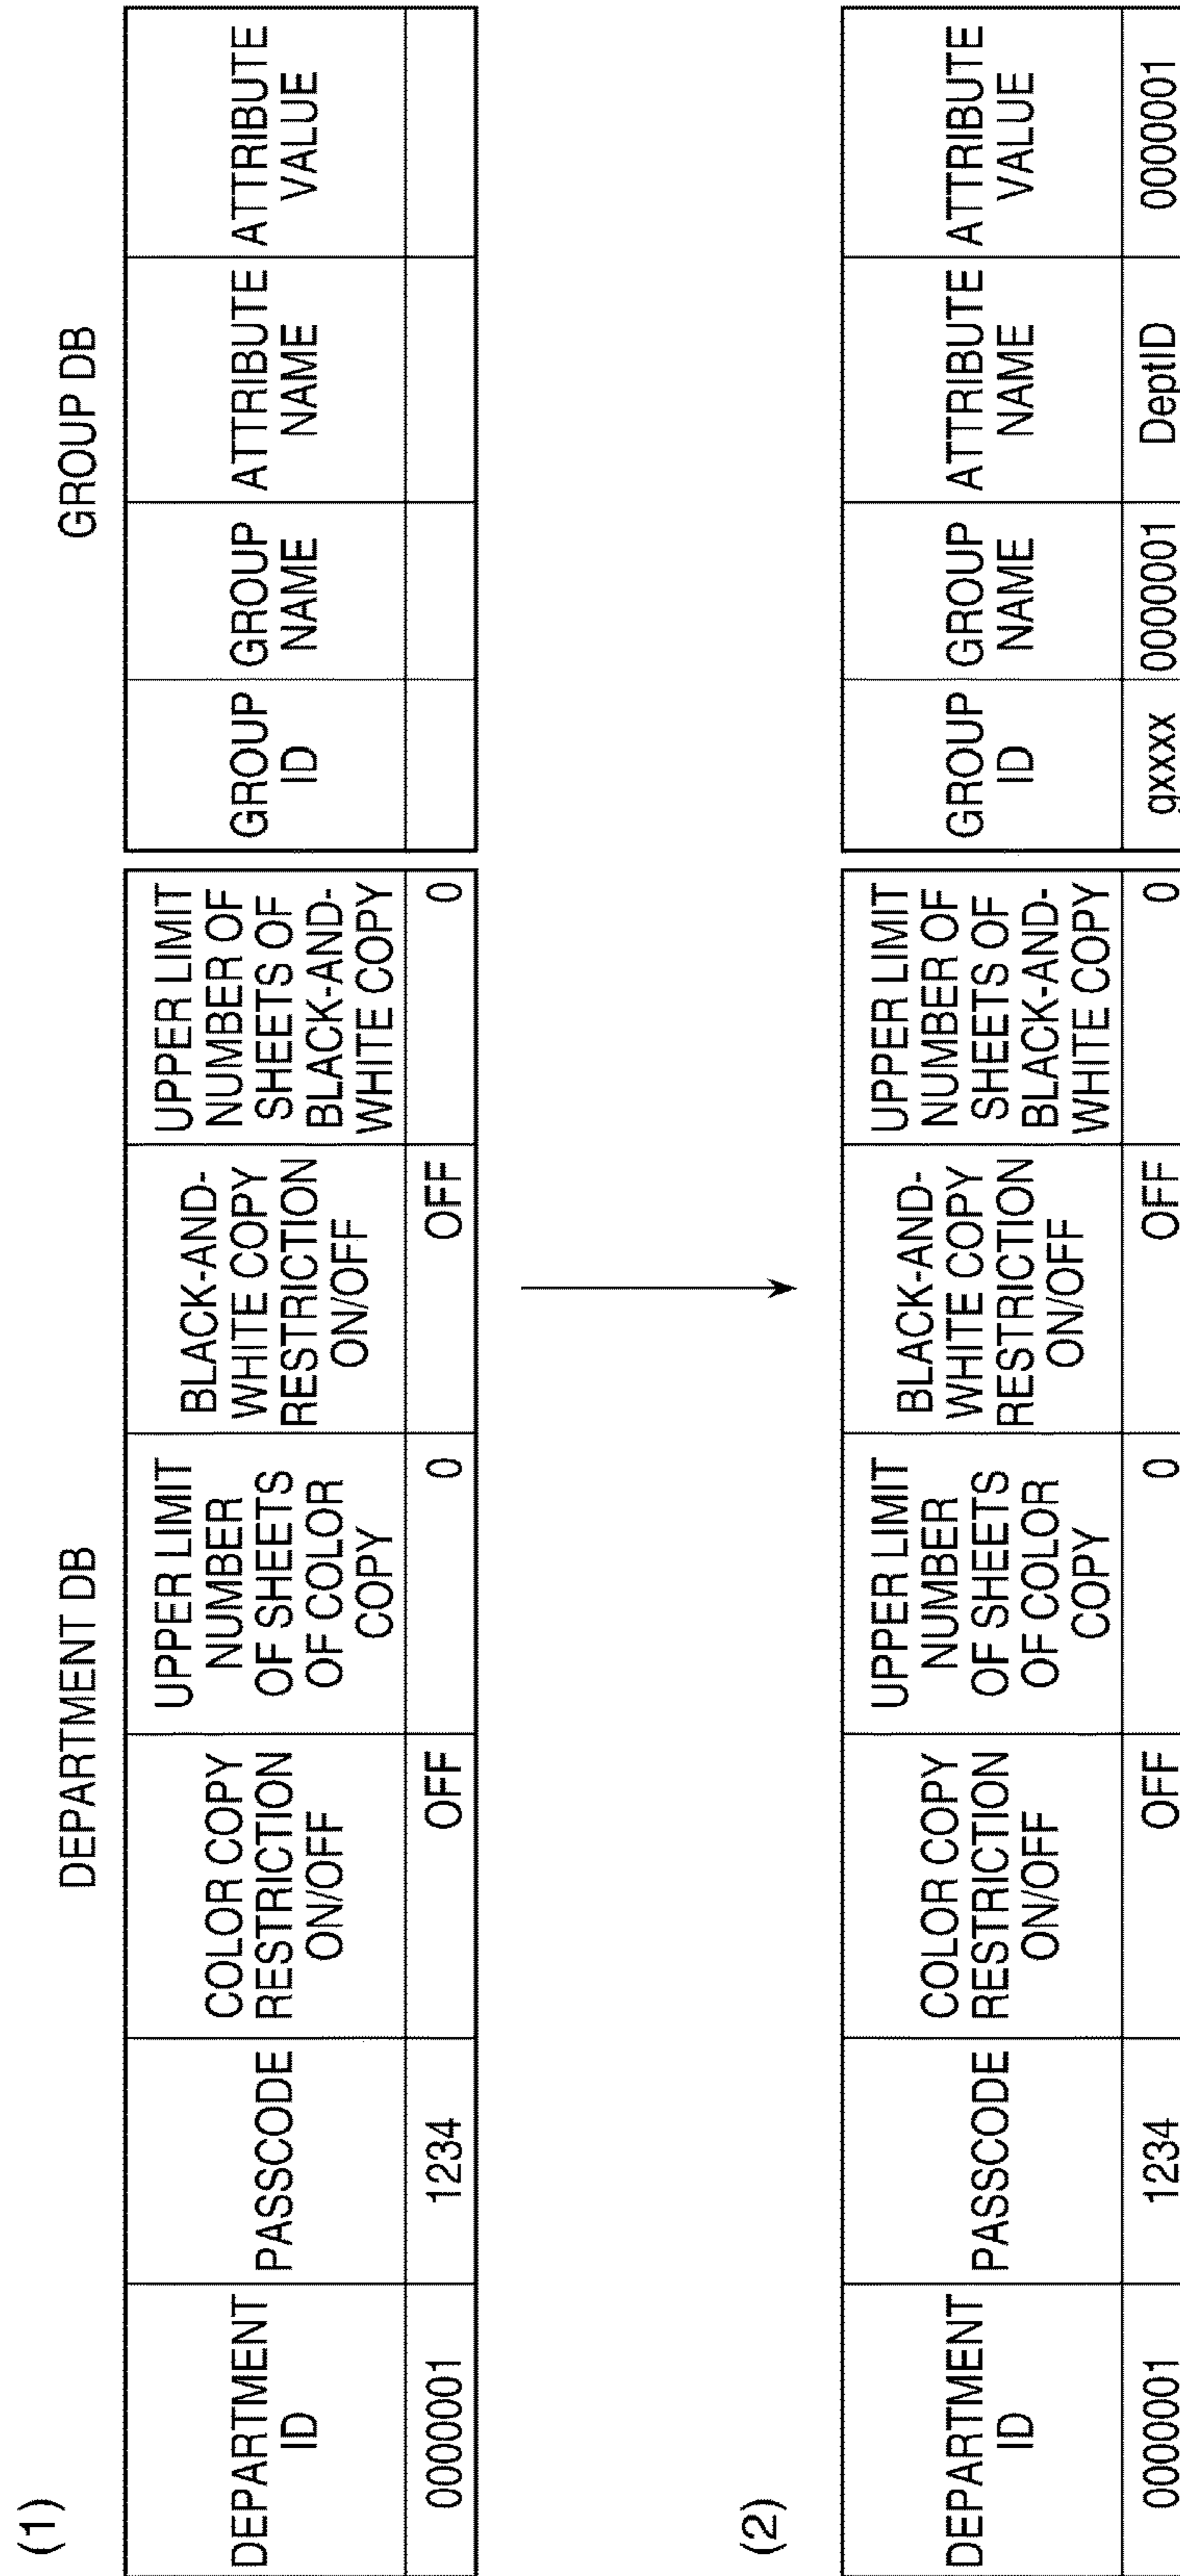 (1)
DEPARTMENT DB
GROUP DB
DEPARTMENT
ID
PASSCODE
COLOR COPY
RESTRICTION
ON/OFF
UPPER LIMIT
NUMBER
OF SHEETS
OF COLOR
COPY
BLACK-AND-
WHITE COPY
RESTRICTION
ON/OFF
UPPER LIMIT
NUMBER OF
SHEETS OF
BLACK-AND-
WHITE COPY
GROUP
ID
GROUP
NAME
ATTRIBUTE
NAME
ATTRIBUTE
VALUE
0000001
1234
OFF
0
OFF
0
(2)
DEPARTMENT
ID
PASSCODE
COLOR COPY
RESTRICTION
ON/OFF
UPPER LIMIT
NUMBER
OF SHEETS
OF COLOR
COPY
BLACK-AND-
WHITE COPY
RESTRICTION
ON/OFF
UPPER LIMIT
NUMBER OF
SHEETS OF
BLACK-AND-
WHITE COPY
GROUP
ID
GROUP
NAME
ATTRIBUTE
NAME
ATTRIBUTE
VALUE
0000001
1234
OFF
0
OFF
0
gxxxx
0000001
DeptID
0000001